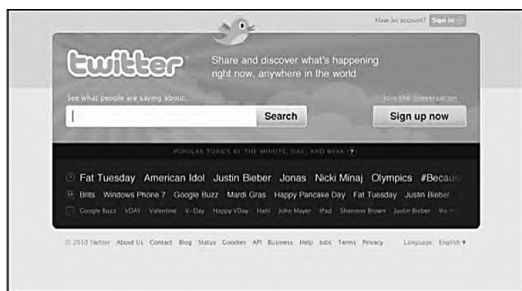 Have an account? Sign in
twitter
Share and discover what's happening
right now, anywhere in the world.
See what people are saying about...
Join the conversation
Search
Sign up now
POPULAR TOPICS BY THE MINUTE, DAY, AND WEEK ?
Fat Tuesday American Idol Justin Bieber Jonas Nicki Minaj Olympics #Becaus
Brits Windows Phone 7 Google Buzz Mardi Gras Happy Pancake Day Fat Tuesday Justin Bieber
Google Buzz VDAY Valentine V-Day Happy VDay Haiti John Mayer iPad Shannon Brown Justin Bieber We
© 2010 Twitter About Us Contact Blog Status Goodies API Business Help Jobs Terms Privacy Language: English